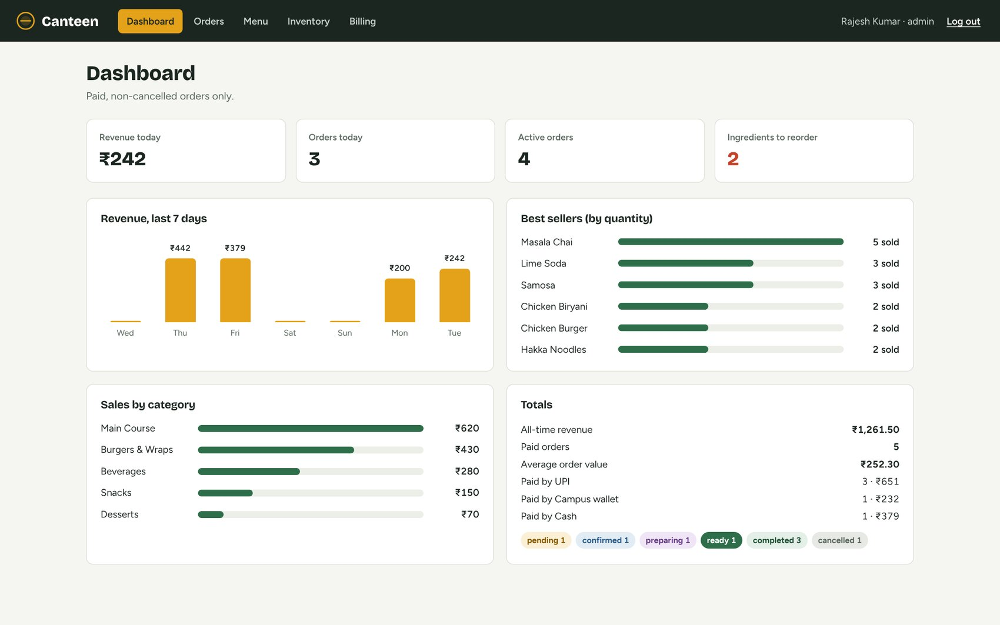 Canteen Dashboard Orders Menu Inventory Billing Rajesh Kumar · admin Log out
Dashboard
Paid, non-cancelled orders only.
Revenue today
₹242
Orders today
3
Active orders
4
Ingredients to reorder
2
Revenue, last 7 days
₹442 ₹379 ₹200 ₹242
Wed Thu Fri Sat Sun Mon Tue
Best sellers (by quantity)
Masala Chai 5 sold
Lime Soda 3 sold
Samosa 3 sold
Chicken Biryani 2 sold
Chicken Burger 2 sold
Hakka Noodles 2 sold
Sales by category
Main Course ₹620
Burgers & Wraps ₹430
Beverages ₹280
Snacks ₹150
Desserts ₹70
Totals
All-time revenue ₹1,261.50
Paid orders 5
Average order value ₹252.30
Paid by UPI 3 · ₹651
Paid by Campus wallet 1 · ₹232
Paid by Cash 1 · ₹379
pending 1 confirmed 1 preparing 1 ready 1 completed 3 cancelled 1